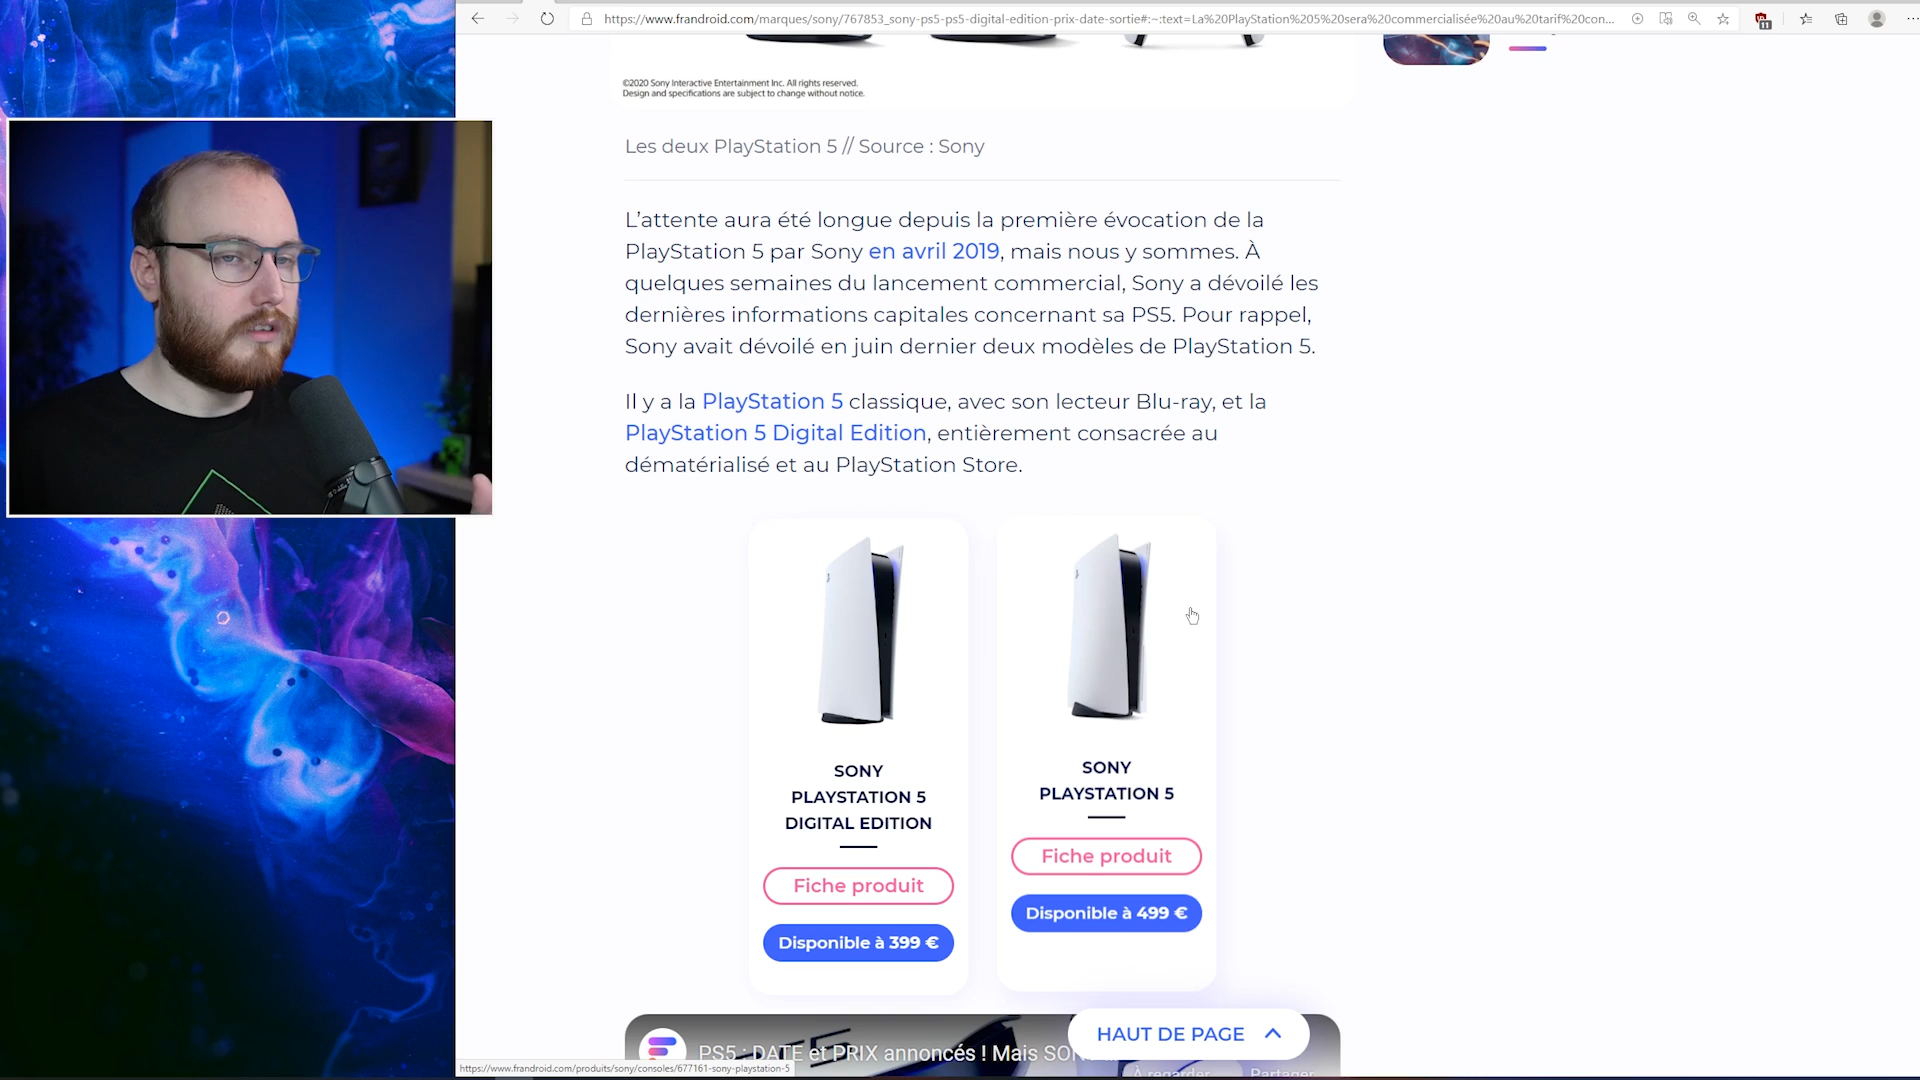 https://www.frandroid.com/marques/sony/767853_sony-ps5-ps5-digital-edition-prix-date-sortie#:~:text=La%20PlayStation%205%20sera%20commercialisée%20au%20tarif%20con...
11
©2020 Sony Interactive Entertainment Inc. All rights reserved.
Design and specifications are subject to change without notice.
Les deux PlayStation 5 // Source : Sony
L’attente aura été longue depuis la première évocation de la
PlayStation 5 par Sony en avril 2019, mais nous y sommes. À
quelques semaines du lancement commercial, Sony a dévoilé les
dernières informations capitales concernant sa PS5. Pour rappel,
Sony avait dévoilé en juin dernier deux modèles de PlayStation 5.
Il y a la PlayStation 5 classique, avec son lecteur Blu-ray, et la
PlayStation 5 Digital Edition, entièrement consacrée au
dématérialisé et au PlayStation Store.
SONY
PLAYSTATION 5
DIGITAL EDITION
Fiche produit
Disponible à 399 €
SONY
PLAYSTATION 5
Fiche produit
Disponible à 499 €
HAUT DE PAGE
PS5 : DATE et PRIX annoncés ! Mais SON
À regarder
Partager
https://www.frandroid.com/produits/sony/consoles/677161-sony-playstation-5